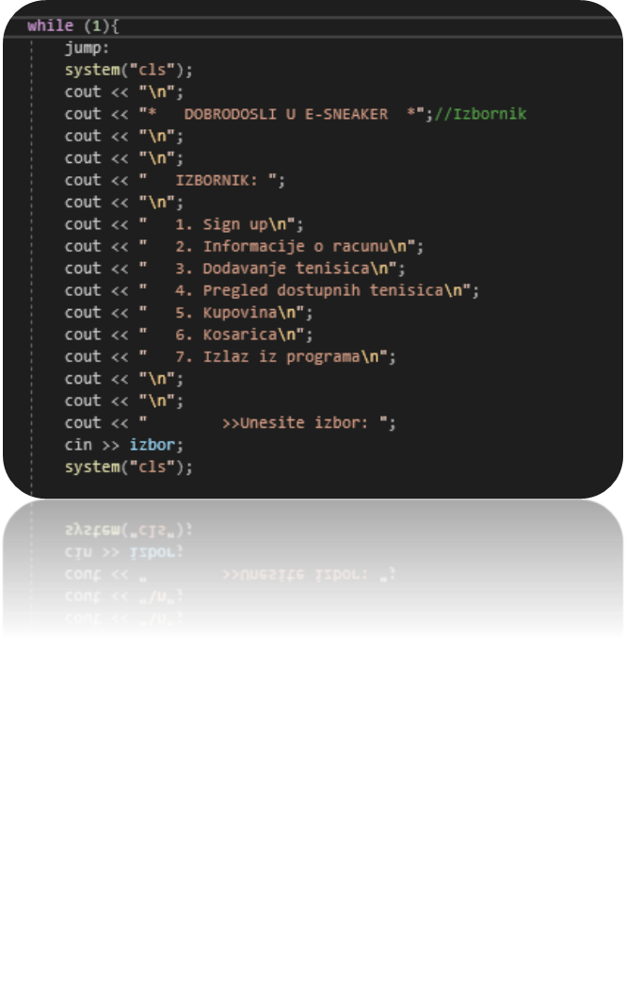 while (1){
jump:
system("cls");
cout << "\n";
cout << "*   DOBRODOSLI U E-SNEAKER  *";//Izbornik
cout << "\n";
cout << "\n";
cout << "   IZBORNIK: ";
cout << "\n";
cout << "   1. Sign up\n";
cout << "   2. Informacije o racunu\n";
cout << "   3. Dodavanje tenisica\n";
cout << "   4. Pregled dostupnih tenisica\n";
cout << "   5. Kupovina\n";
cout << "   6. Kosarica\n";
cout << "   7. Izlaz iz programa\n";
cout << "\n";
cout << "\n";
cout << "        >>Unesite izbor: ";
cin >> izbor;
system("cls");